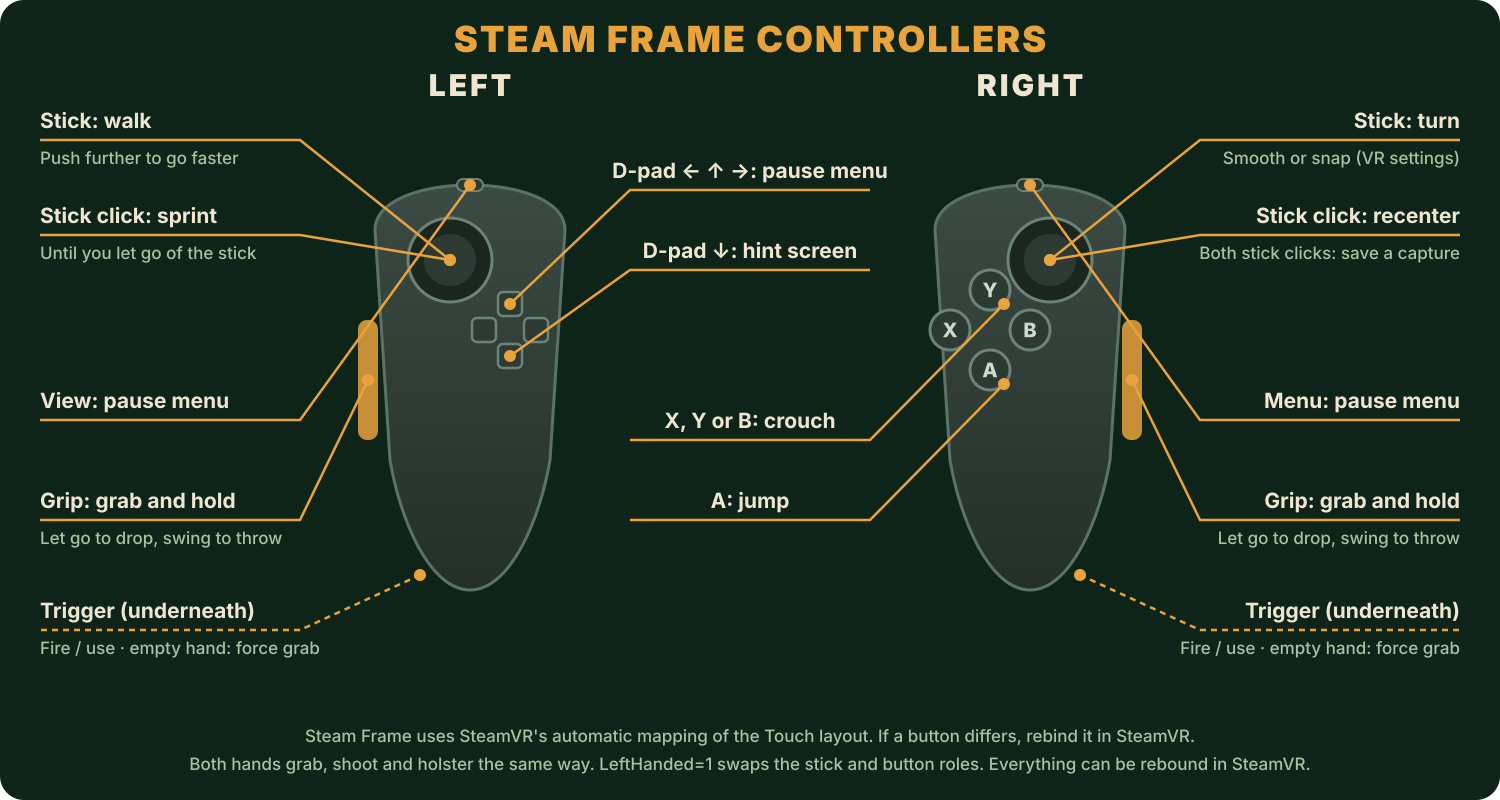 STEAM FRAME CONTROLLERS
LEFT
RIGHT
Stick: walk
Push further to go faster
Stick click: sprint
Until you let go of the stick
View: pause menu
Grip: grab and hold
Let go to drop, swing to throw
Trigger (underneath)
Fire / use · empty hand: force grab
D-pad ← ↑ →: pause menu
D-pad ↓: hint screen
X, Y or B: crouch
A: jump
Y
X
B
A
Stick: turn
Smooth or snap (VR settings)
Stick click: recenter
Both stick clicks: save a capture
Menu: pause menu
Grip: grab and hold
Let go to drop, swing to throw
Trigger (underneath)
Fire / use · empty hand: force grab
Steam Frame uses SteamVR's automatic mapping of the Touch layout. If a button differs, rebind it in SteamVR.
Both hands grab, shoot and holster the same way. LeftHanded=1 swaps the stick and button roles. Everything can be rebound in SteamVR.